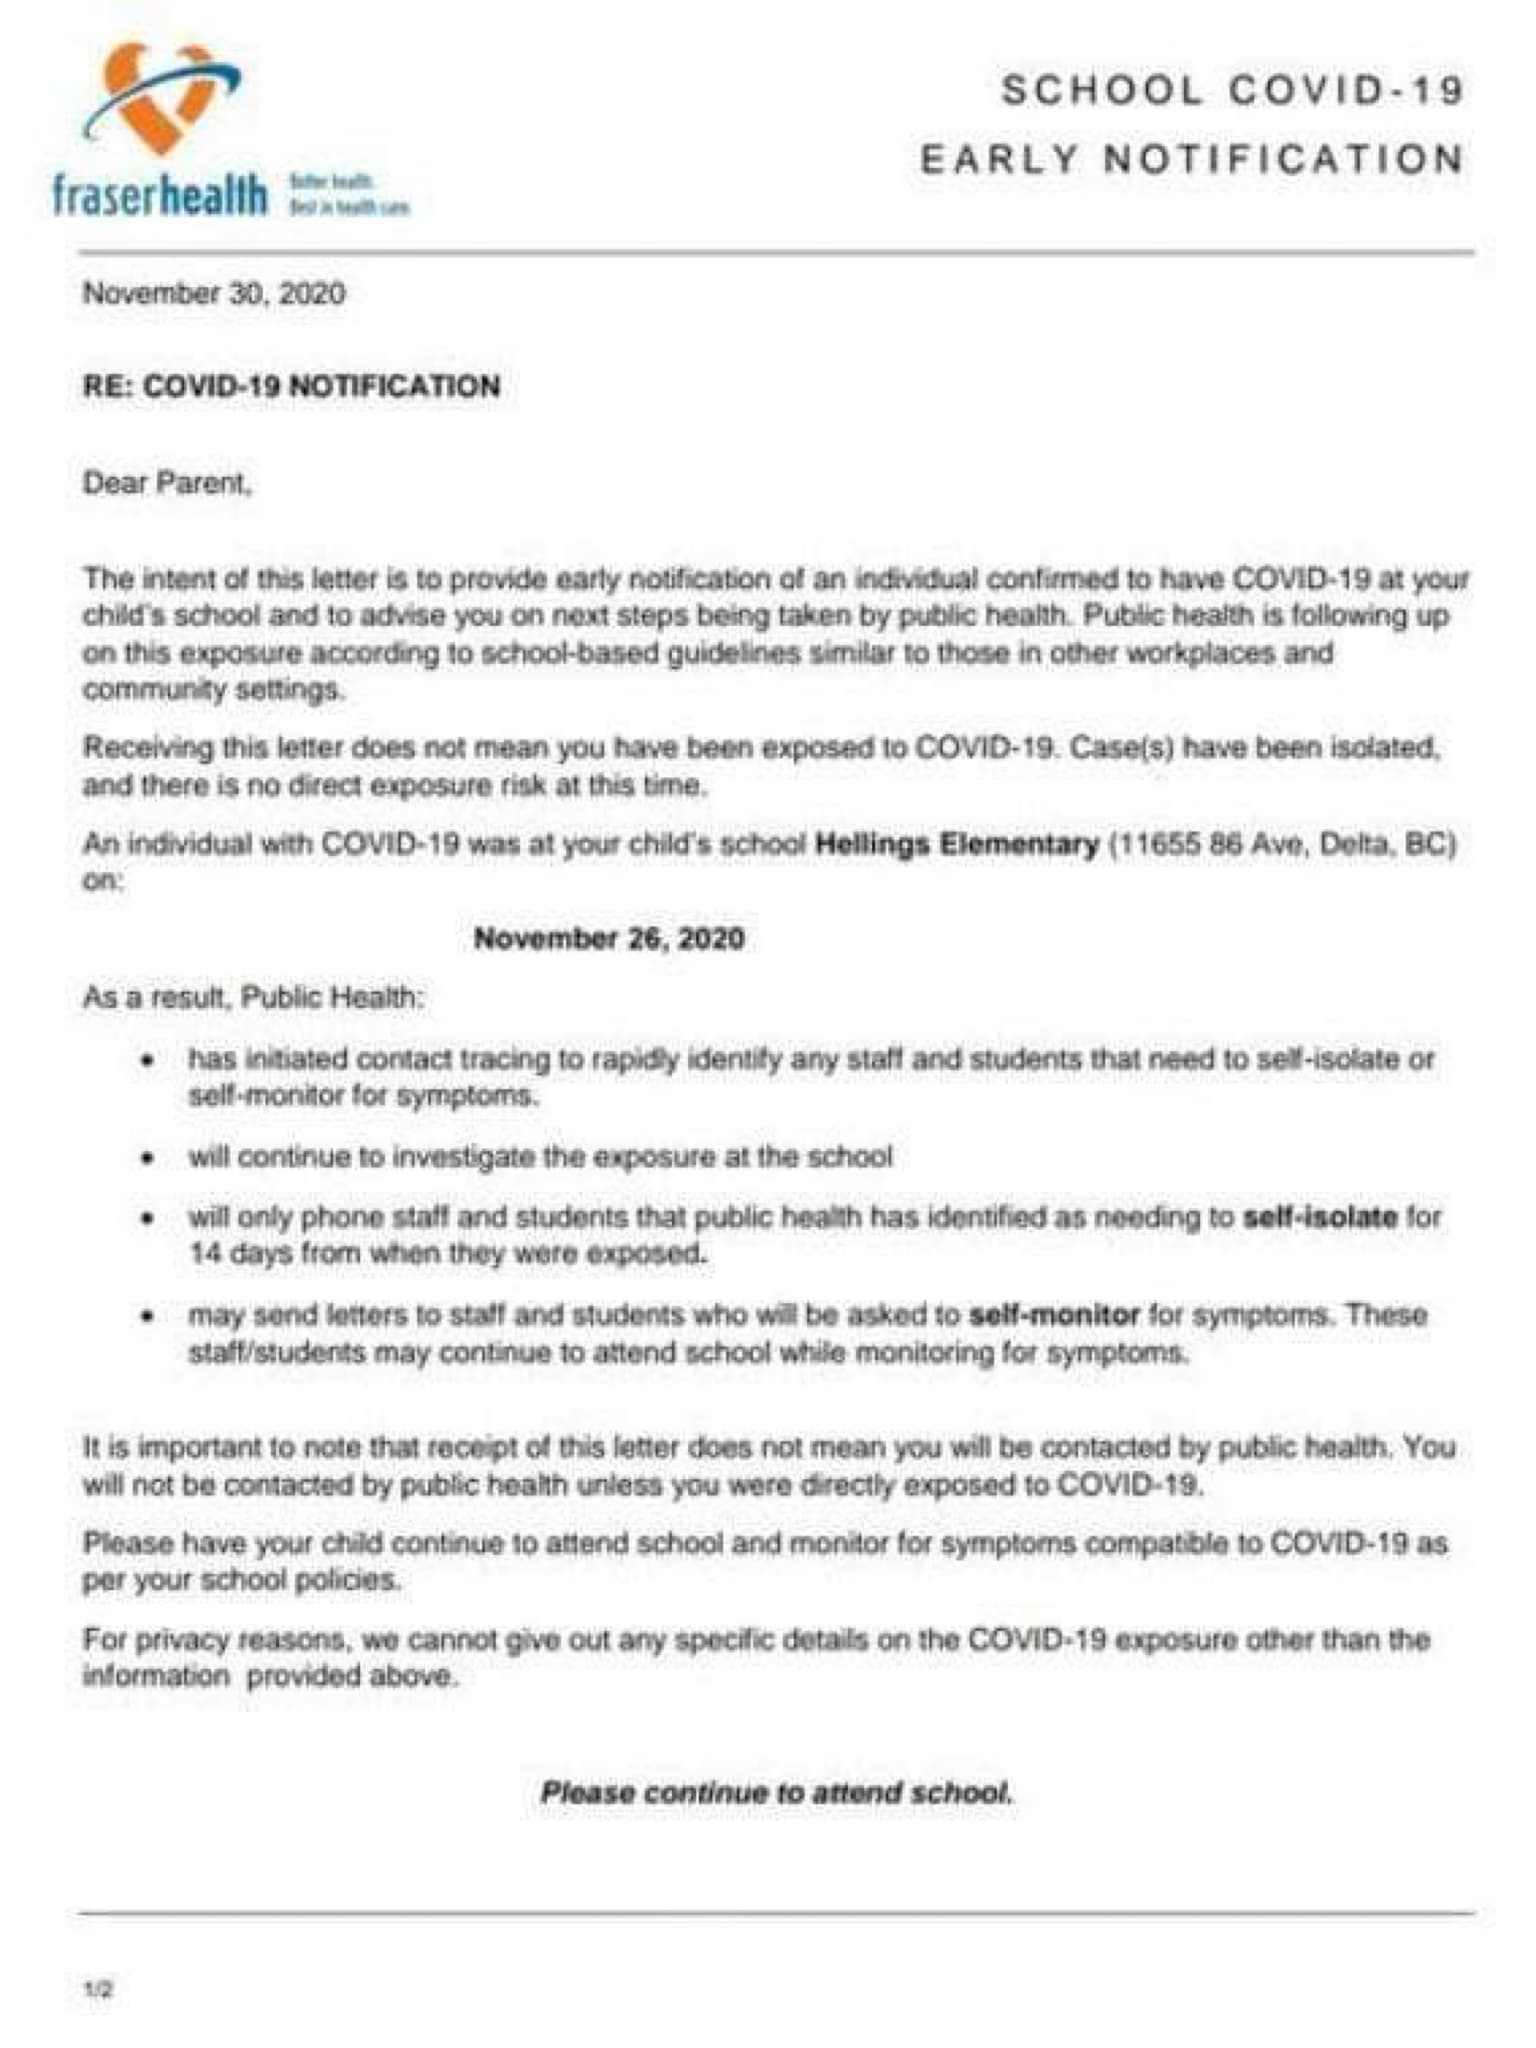 SCHOOL COVID-19
EARLY NOTIFICATION
fraserhealth
Better health.
Best in health care.
November 30, 2020
RE: COVID-19 NOTIFICATION
Dear Parent,
The intent of this letter is to provide early notification of an individual confirmed to have COVID-19 at your
child's school and to advise you on next steps being taken by public health. Public health is following up
on this exposure according to school-based guidelines similar to those in other workplaces and
community settings.
Receiving this letter does not mean you have been exposed to COVID-19. Case(s) have been isolated,
and there is no direct exposure risk at this time.
An individual with COVID-19 was at your child's school Hellings Elementary (11655 86 Ave, Delta, BC)
on:
November 26, 2020
As a result, Public Health:
• has initiated contact tracing to rapidly identify any staff and students that need to self-isolate or
self-monitor for symptoms.
• will continue to investigate the exposure at the school
• will only phone staff and students that public health has identified as needing to self-isolate for
14 days from when they were exposed.
• may send letters to staff and students who will be asked to self-monitor for symptoms. These
staff/students may continue to attend school while monitoring for symptoms.
It is important to note that receipt of this letter does not mean you will be contacted by public health. You
will not be contacted by public health unless you were directly exposed to COVID-19.
Please have your child continue to attend school and monitor for symptoms compatible to COVID-19 as
per your school policies.
For privacy reasons, we cannot give out any specific details on the COVID-19 exposure other than the
information provided above.
Please continue to attend school.
1/2